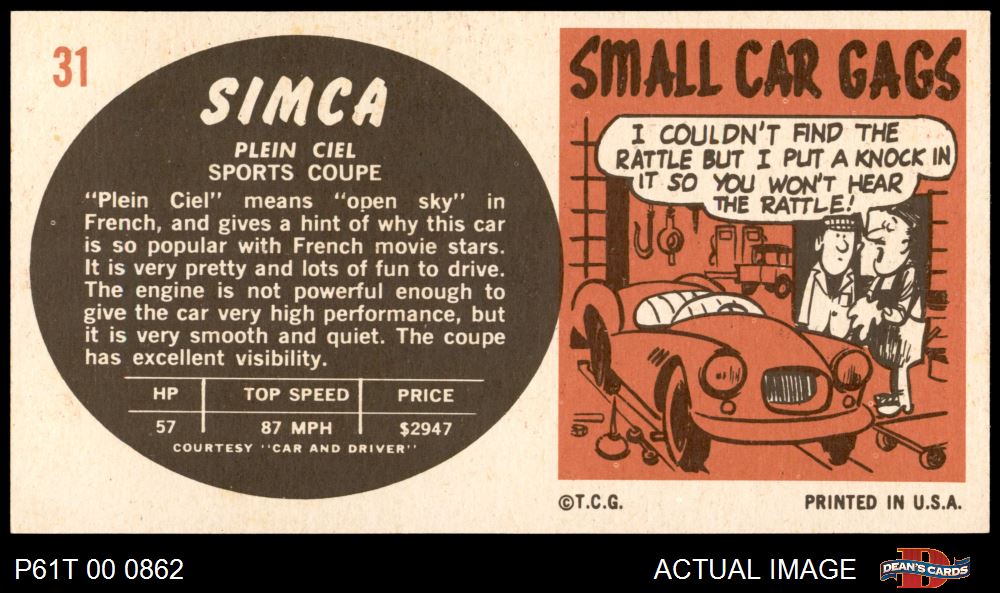 31
SIMCA
PLEIN CIEL
SPORTS COUPE
"Plein Ciel" means "open sky" in
French, and gives a hint of why this car
is so popular with French movie stars.
It is very pretty and lots of fun to drive.
The engine is not powerful enough to
give the car very high performance, but
it is very smooth and quiet. The coupe
has excellent visibility.
HP TOP SPEED PRICE
57 87 MPH $2947
COURTESY "CAR AND DRIVER"
SMALL CAR GAGS
I COULDN'T FIND THE
RATTLE BUT I PUT A KNOCK IN
IT SO YOU WON'T HEAR
THE RATTLE!
©T.C.G. PRINTED IN U.S.A.
P61T 00 0862 ACTUAL IMAGE
D
DEAN'S CARDS